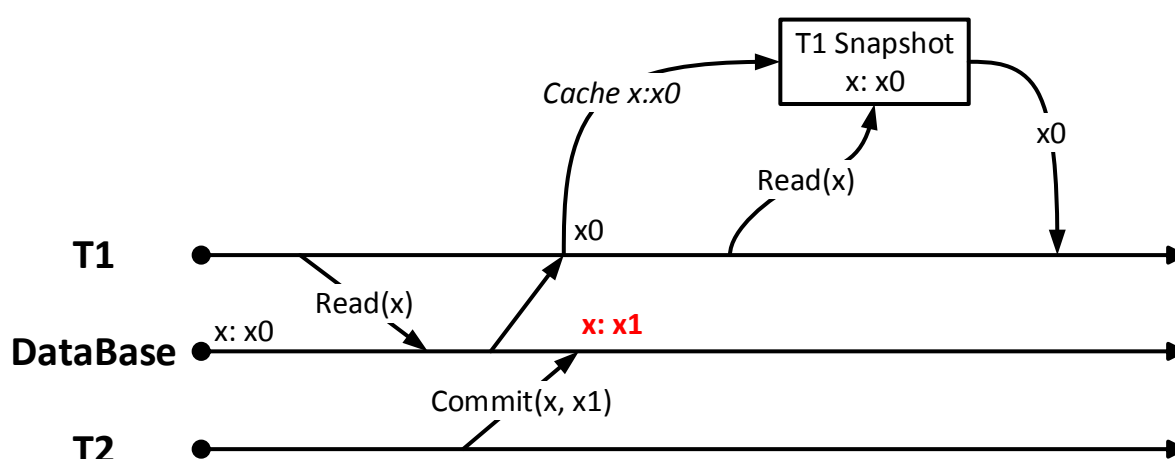 T1 Snapshot
x: x0
Cache x:x0
x0
Read(x)
x0
T1
Read(x)
x: x0
x: x1
DataBase
Commit(x, x1)
T2